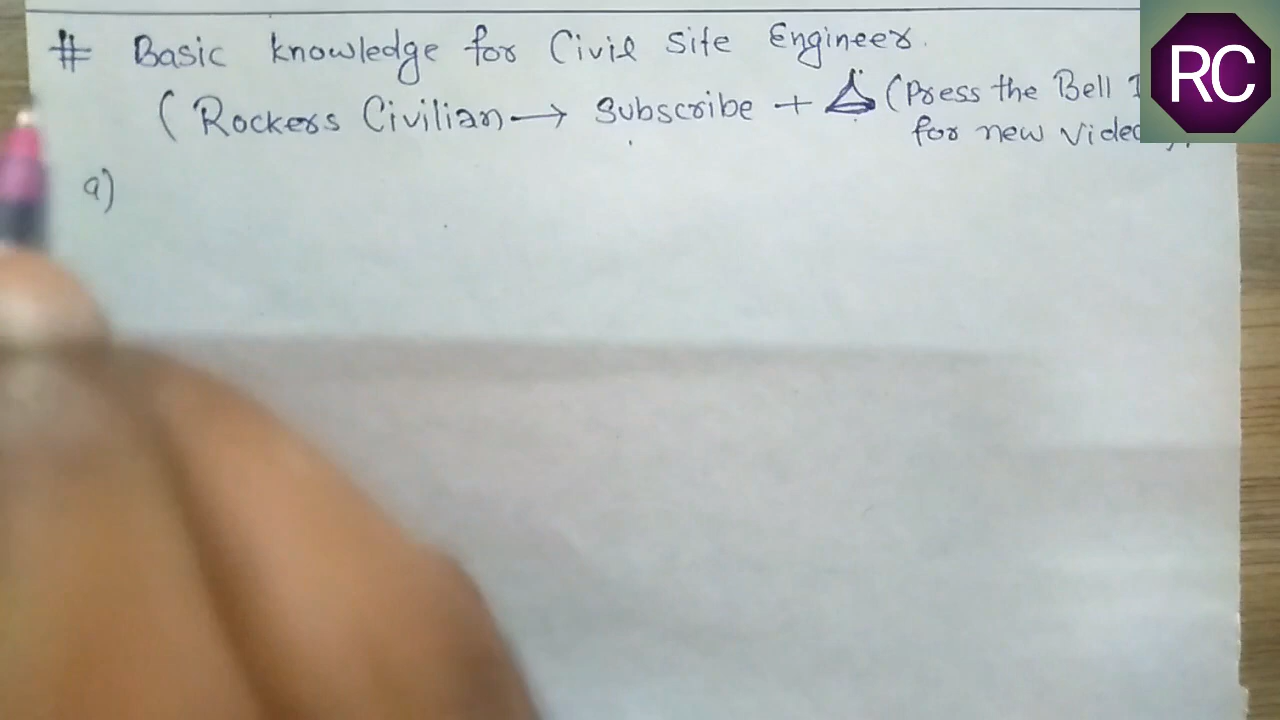 # Basic knowledge for Civil Site Engineer.
(Rockers Civilian → Subscribe + (Press the Bell
for new Video
RC
a)